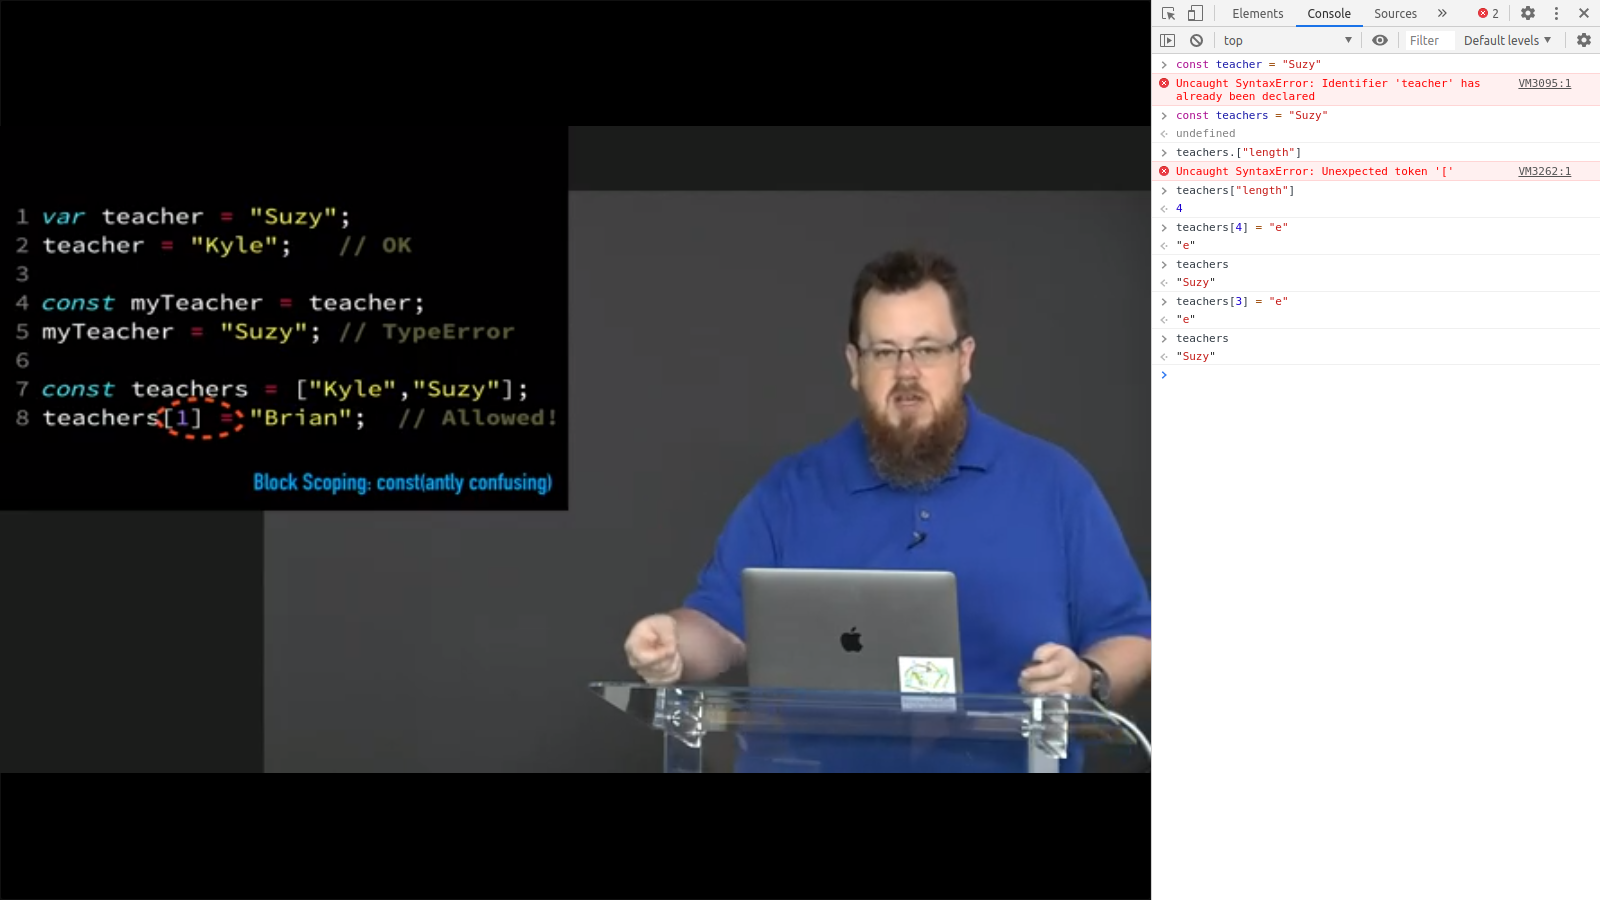 1 var teacher = "Suzy";
2 teacher = "Kyle";   // OK
3
4 const myTeacher = teacher;
5 myTeacher = "Suzy"; // TypeError
6
7 const teachers = ["Kyle","Suzy"];
8 teachers[1] = "Brian";  // Allowed!
Block Scoping: const(antly confusing)
Elements Console Sources » 2
top Filter Default levels
> const teacher = "Suzy"
Uncaught SyntaxError: Identifier 'teacher' has VM3095:1
already been declared
> const teachers = "Suzy"
undefined
> teachers.["length"]
Uncaught SyntaxError: Unexpected token '[' VM3262:1
> teachers["length"]
4
> teachers[4] = "e"
"e"
> teachers
"Suzy"
> teachers[3] = "e"
"e"
> teachers
"Suzy"
>